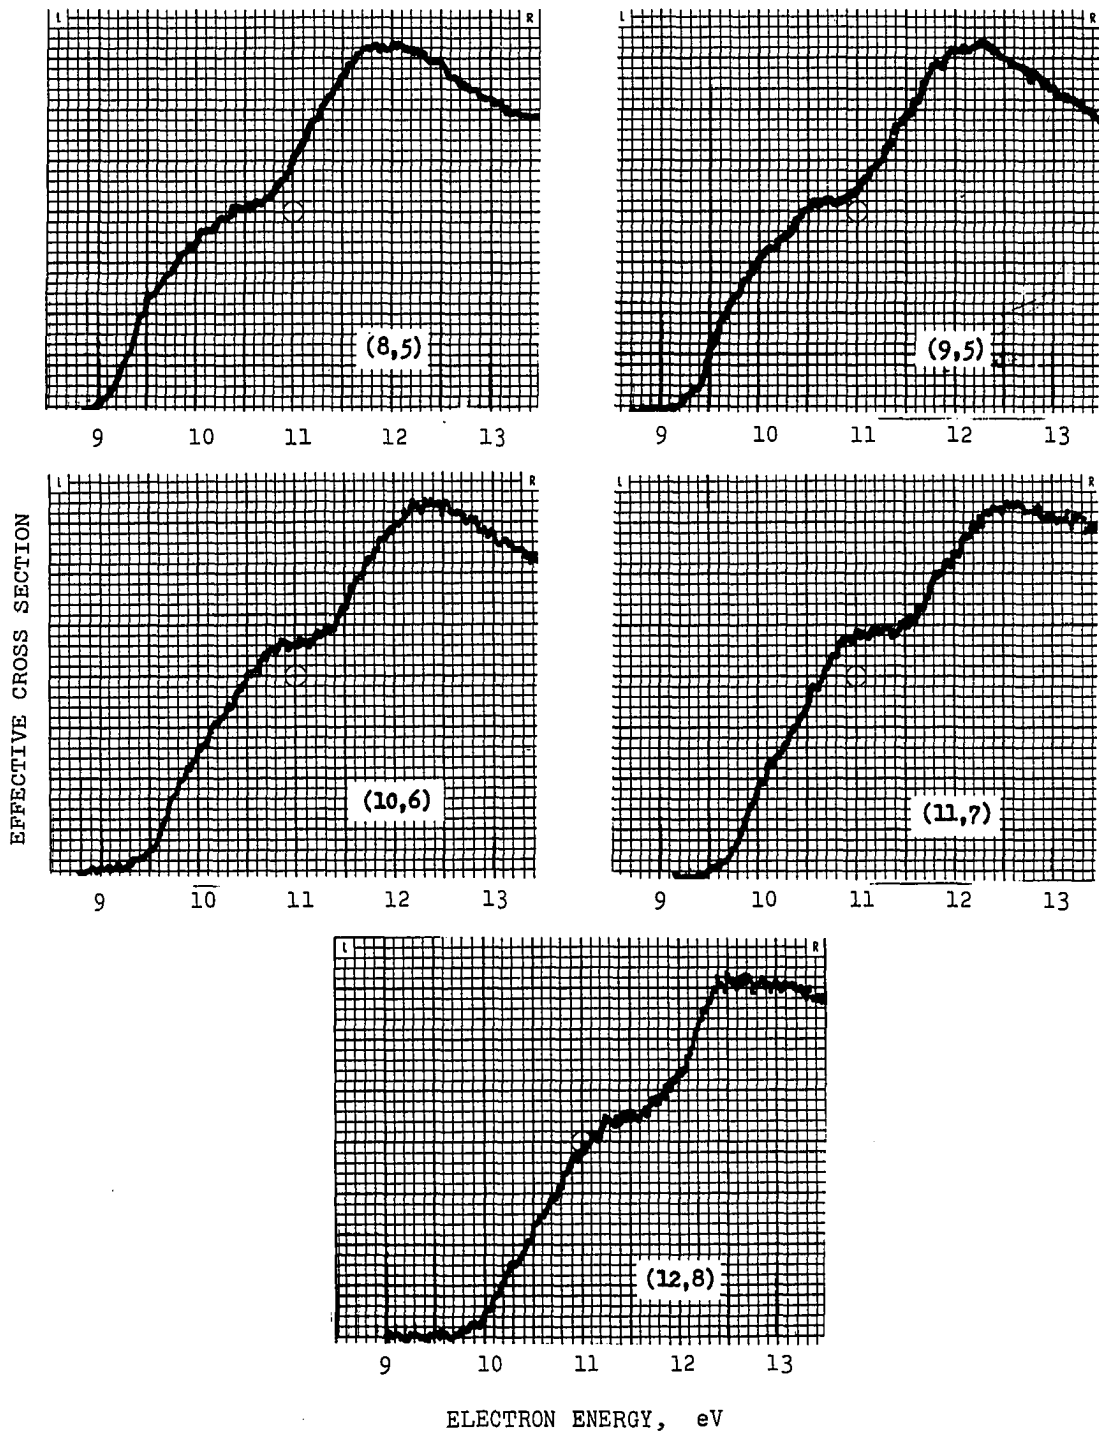 L R
L R
(8,5)
(9,5)
9 10 11 12 13
9 10 11 12 13
L R
L R
EFFECTIVE CROSS SECTION
(10,6)
(11,7)
9 10 11 12 13
9 10 11 12 13
L R
(12,8)
9 10 11 12 13
ELECTRON ENERGY, eV